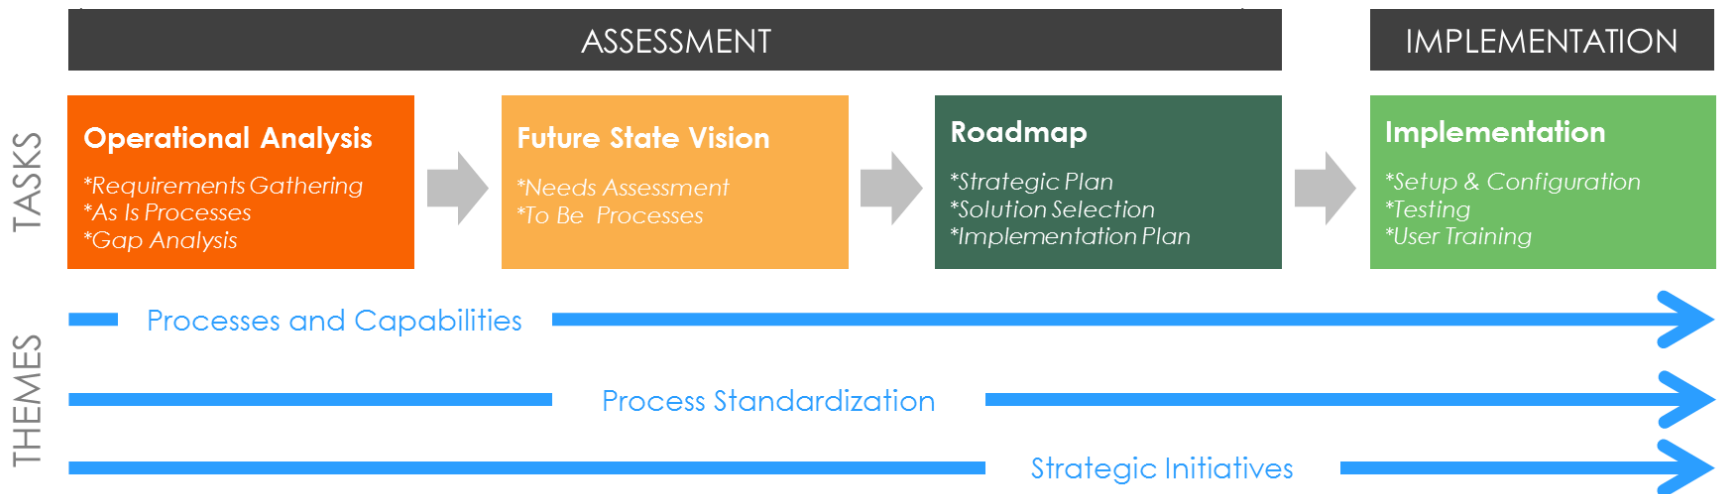 ASSESSMENT
IMPLEMENTATION
TASKS
Operational Analysis
*Requirements Gathering
*As Is Processes
*Gap Analysis
Future State Vision
*Needs Assessment
*To Be Processes
Roadmap
*Strategic Plan
*Solution Selection
*Implementation Plan
Implementation
*Setup & Configuration
*Testing
*User Training
THEMES
Processes and Capabilities
Process Standardization
Strategic Initiatives